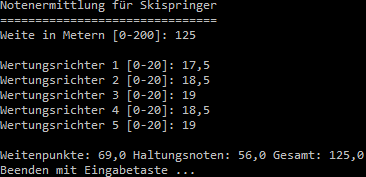 Notenermittlung für Skispringer
===============================
Weite in Metern [0-200]: 125
Wertungsrichter 1 [0-20]: 17,5
Wertungsrichter 2 [0-20]: 18,5
Wertungsrichter 3 [0-20]: 19
Wertungsrichter 4 [0-20]: 18,5
Wertungsrichter 5 [0-20]: 19
Weitenpunkte: 69,0 Haltungsnoten: 56,0 Gesamt: 125,0
Beenden mit Eingabetaste ...